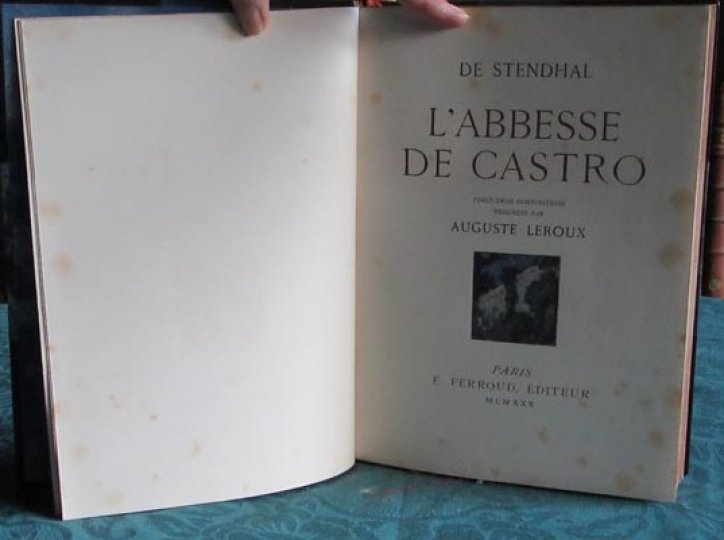 DE STENDHAL
L'ABBESSE
DE CASTRO
AUGUSTE LEROUX
PARIS
F. FERROUD, ÉDITEUR
MCMXXX